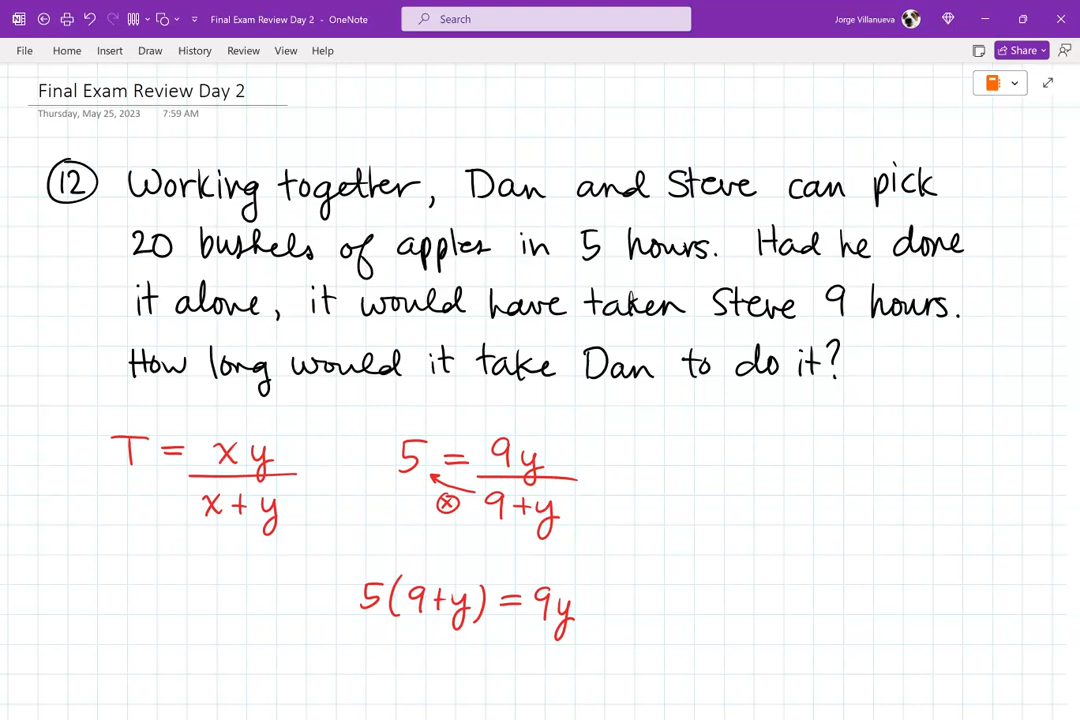 Final Exam Review Day 2 - OneNote
Search
Jorge Villanueva
File Home Insert Draw History Review View Help
Share
Final Exam Review Day 2
Thursday, May 25, 2023 7:59 AM
12 Working together, Dan and Steve can pick
20 bushels of apples in 5 hours. Had he done
it alone, it would have taken Steve 9 hours.
How long would it take Dan to do it?
T = xy / x + y
5 = 9y / 9 + y
×
5(9+y) = 9y